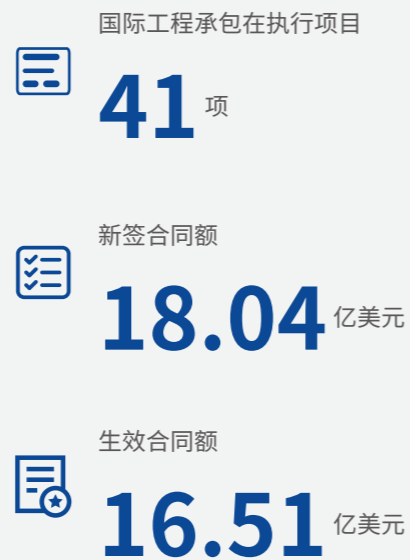 国际工程承包在执行项目
41 项
新签合同额
18.04 亿美元
生效合同额
16.51 亿美元